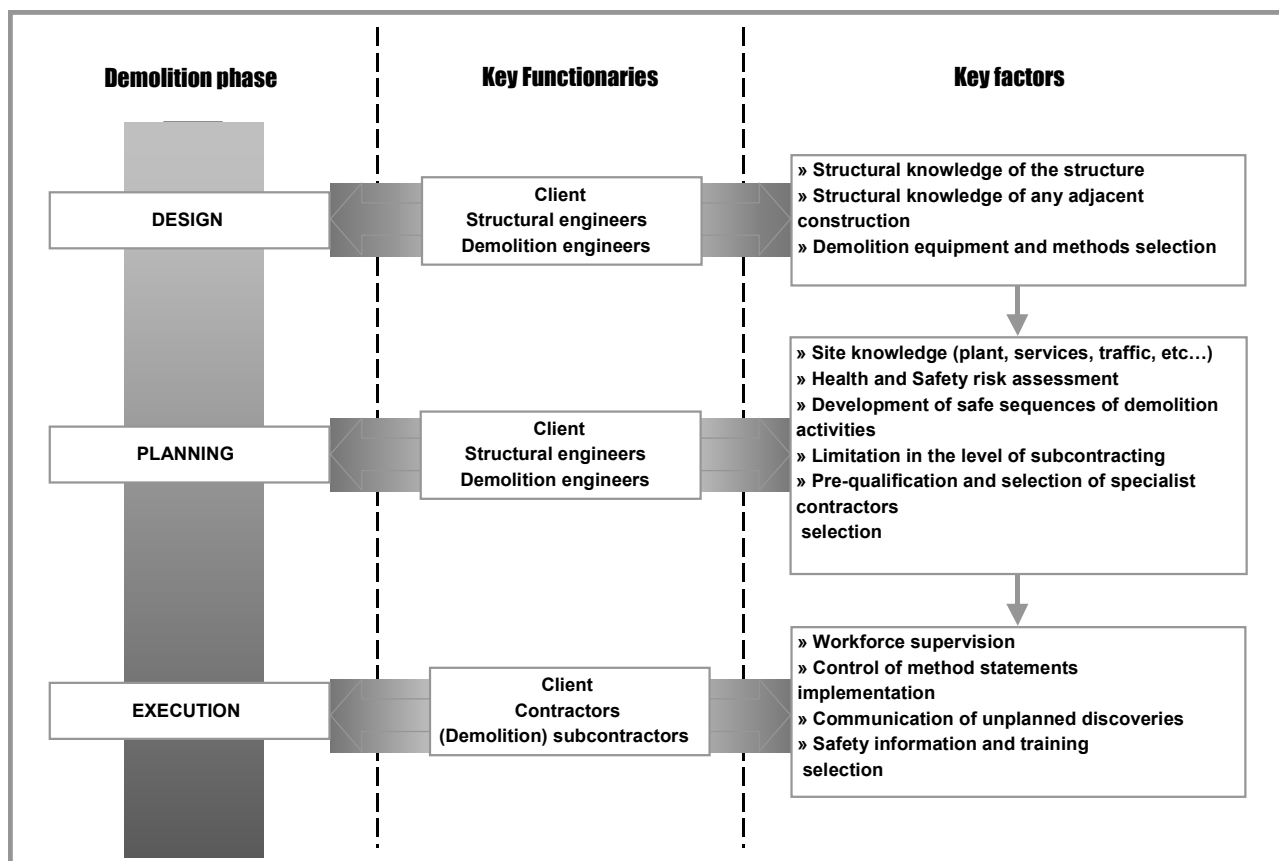 Demolition phase
Key Functionaries
Key factors
DESIGN
Client
Structural engineers
Demolition engineers
» Structural knowledge of the structure
» Structural knowledge of any adjacent
construction
» Demolition equipment and methods selection
PLANNING
Client
Structural engineers
Demolition engineers
» Site knowledge (plant, services, traffic, etc…)
» Health and Safety risk assessment
» Development of safe sequences of demolition
activities
» Limitation in the level of subcontracting
» Pre-qualification and selection of specialist
contractors
selection
EXECUTION
Client
Contractors
(Demolition) subcontractors
» Workforce supervision
» Control of method statements
implementation
» Communication of unplanned discoveries
» Safety information and training
selection